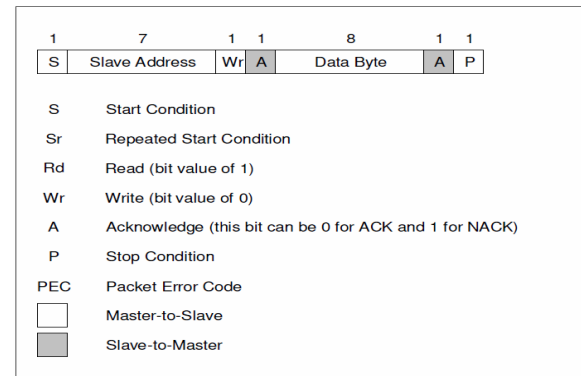 1 7 1 1 8 1 1
S Slave Address Wr A Data Byte A P
S Start Condition
Sr Repeated Start Condition
Rd Read (bit value of 1)
Wr Write (bit value of 0)
A Acknowledge (this bit can be 0 for ACK and 1 for NACK)
P Stop Condition
PEC Packet Error Code
Master-to-Slave
Slave-to-Master